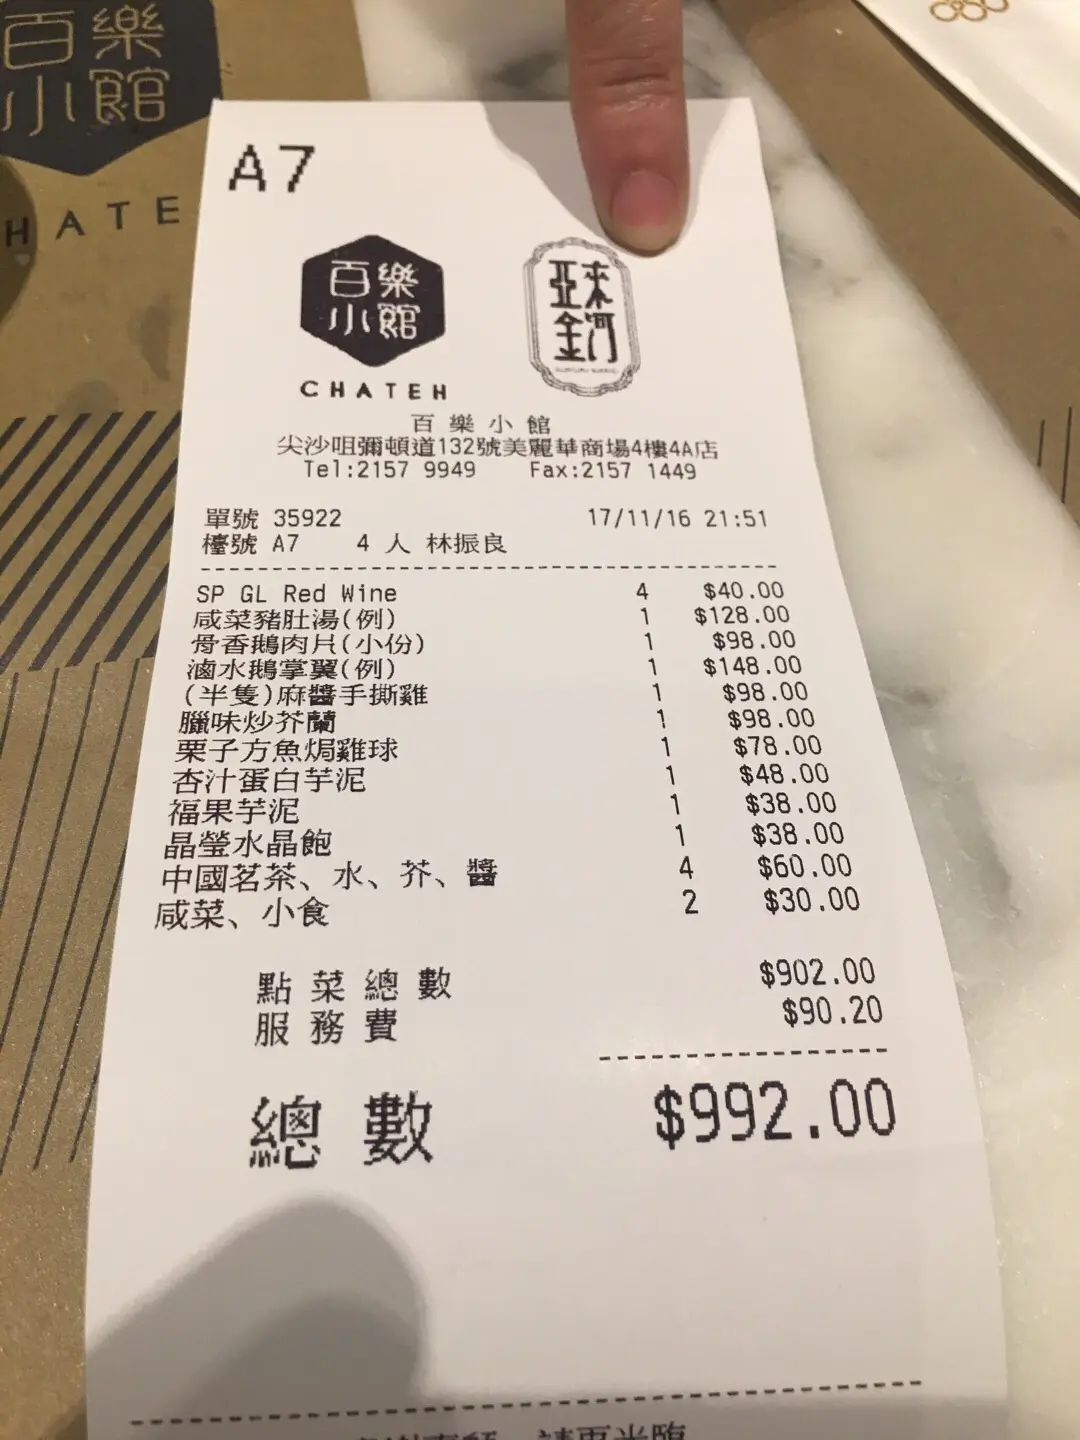 百樂
小館
HATE
A7
百樂
小館
CHATEH
亞來
金河
百樂小館
尖沙咀彌頓道132號美麗華商場4樓4A店
Tel:2157 9949 Fax:2157 1449
單號 35922 17/11/16 21:51
檯號 A7 4 人 林振良
SP GL Red Wine 4 $40.00
咸菜豬肚湯(例) 1 $128.00
骨香鵝肉片(小份) 1 $98.00
滷水鵝掌翼(例) 1 $148.00
(半隻)麻醬手撕雞 1 $98.00
臘味炒芥蘭 1 $98.00
栗子方魚焗雞球 1 $78.00
杏汁蛋白芋泥 1 $48.00
福果芋泥 1 $38.00
晶瑩水晶飽 1 $38.00
中國茗茶、水、芥、醬 4 $60.00
咸菜、小食 2 $30.00
點菜總數 $902.00
服務費 $90.20
總數 $992.00
請再光臨